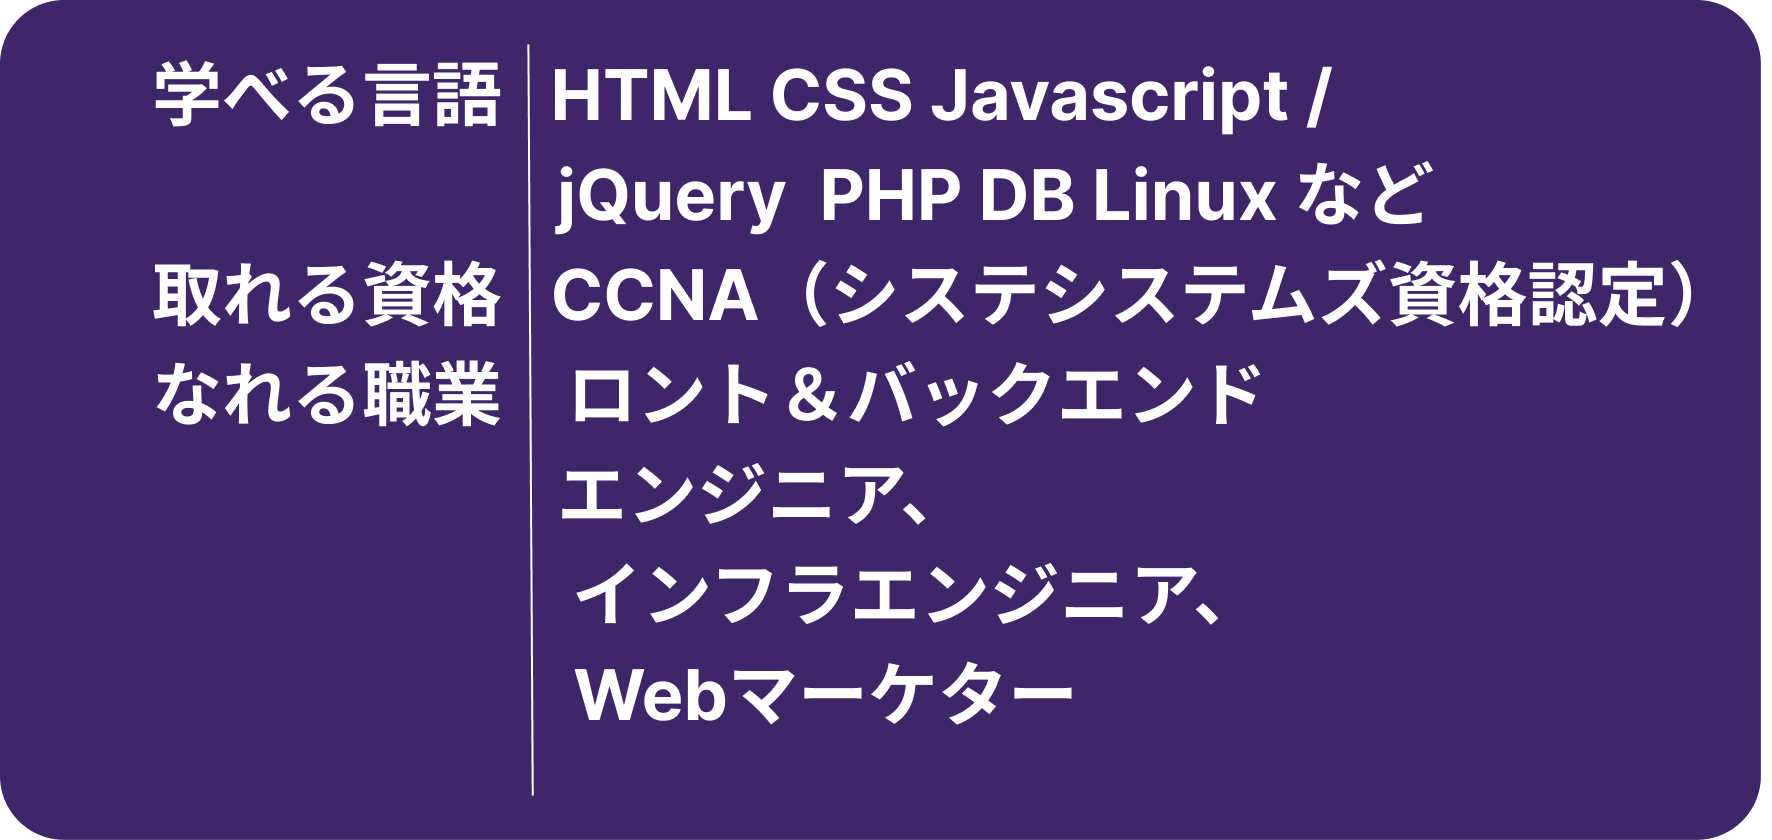 学べる言語 HTML CSS Javascript /
jQuery PHP DB Linux など
取れる資格 CCNA（システシステムズ資格認定）
なれる職業 ロント＆バックエンド
エンジニア、
インフラエンジニア、
Webマーケター